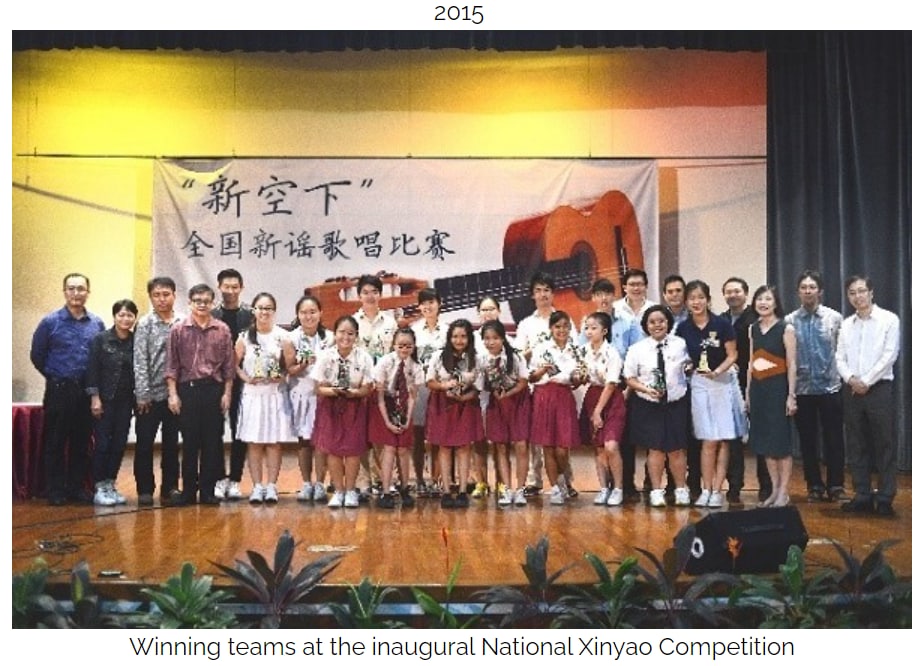 2015
“新空下”
全国新谣歌唱比赛
Winning teams at the inaugural National Xinyao Competition